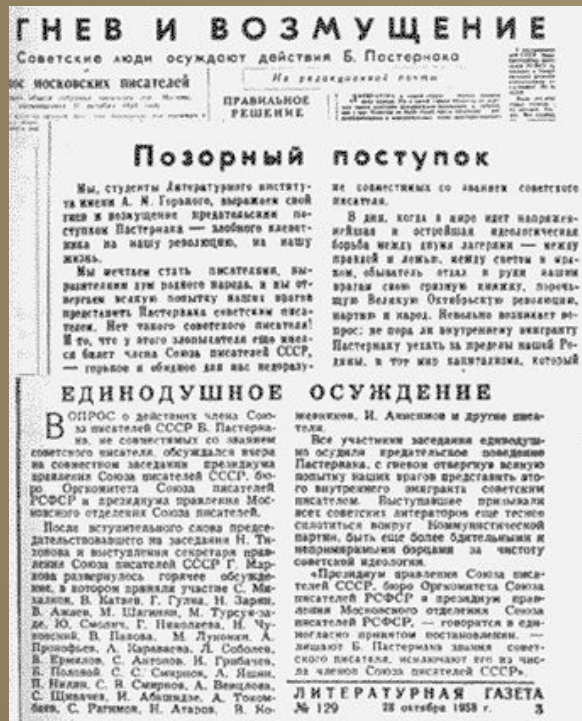 ГНЕВ И ВОЗМУЩЕНИЕ
Советские люди осуждают действия Б. Пастернака
московских писателей
Из редакционной почты
ПРАВИЛЬНОЕ
РЕШЕНИЕ
Позорный поступок
Мы, студенты Литературного институ-
та имени А. М. Горького, выражаем свой
гнев и возмущение предательским по-
ступком Пастернака — злобного клевет-
ника на нашу революцию, на нашу
жизнь.
Мы мечтаем стать писателями, вы-
разителями дум родного народа, и мы от-
вергаем всякую попытку наших врагов
представить Пастернака советским писа-
телем. Нет такого советского писателя!
И то, что у этого злопыхателя еще имел-
ся билет члена Союза писателей СССР,
— горькое и обидное для нас недоразу-
не совместимых со званием советского
писателя.
В дни, когда в мире идет напряжен-
нейшая и острейшая идеологическая
борьба между двумя лагерями — между
правдой и ложью, между светом и мра-
ком, обыватель отдал в руки нашим
врагам свою грязную книжку, пороча-
щую Великую Октябрьскую революцию,
партию и народ. Невольно возникает во-
прос: не пора ли внутреннему эмигранту
Пастернаку уехать за пределы нашей Ро-
дины, в тот мир капитализма, который
ЕДИНОДУШНОЕ ОСУЖДЕНИЕ
ВОПРОС о действиях члена Сою-
за писателей СССР Б. Пастерна-
ка, не совместимых со званием
советского писателя, обсуждался вчера
на совместном заседании президиума
правления Союза писателей СССР, бю-
ро Оргкомитета Союза писателей
РСФСР и президиума правления Мос-
ковского отделения Союза писателей.
После вступительного слова предсе-
дательствовавшего на заседании Н. Ти-
хонова и выступления секретаря прав-
ления Союза писателей СССР Г. Мар-
кова развернулось горячее обсужде-
ние, в котором приняли участие С. Ми-
халков, В. Катаев, Г. Гулиа, Н. Зарян,
В. Ажаев, М. Шагинян, М. Турсун-за-
де, Ю. Смолич, Г. Николаева, Н. Чу-
ковский, В. Панова, М. Луконин, А.
Прокофьев, А. Караваева, Л. Соболев,
В. Ермилов, С. Антонов, Н. Грибачев,
Б. Полевой, С. С. Смирнов, А. Яшин,
П. Нилин, С. В. Смирнов, А. Венцлова,
С. Щипачев, И. Абашидзе, А. Током-
баев, С. Рагимов, Н. Атаров, В. Ко-
жевников, И. Анисимов и другие писа-
тели.
Все участники заседания единодуш-
но осудили предательское поведение
Пастернака, с гневом отвергнув всякую
попытку наших врагов представить это-
го внутреннего эмигранта советским
писателем. Выступавшие призывали
всех советских литераторов еще теснее
сплотиться вокруг Коммунистической
партии, быть еще более бдительными и
непримиримыми борцами за чистоту
советской идеологии.
«Президиум правления Союза писа-
телей СССР, бюро Оргкомитета Союза
писателей РСФСР и президиум прав-
ления Московского отделения Союза
писателей РСФСР, — говорится в еди-
ногласно принятом постановлении, —
лишают Б. Пастернака звания совет-
ского писателя, исключают его из чис-
ла членов Союза писателей СССР».
ЛИТЕРАТУРНАЯ ГАЗЕТА
№ 129 28 октября 1958 г. 3